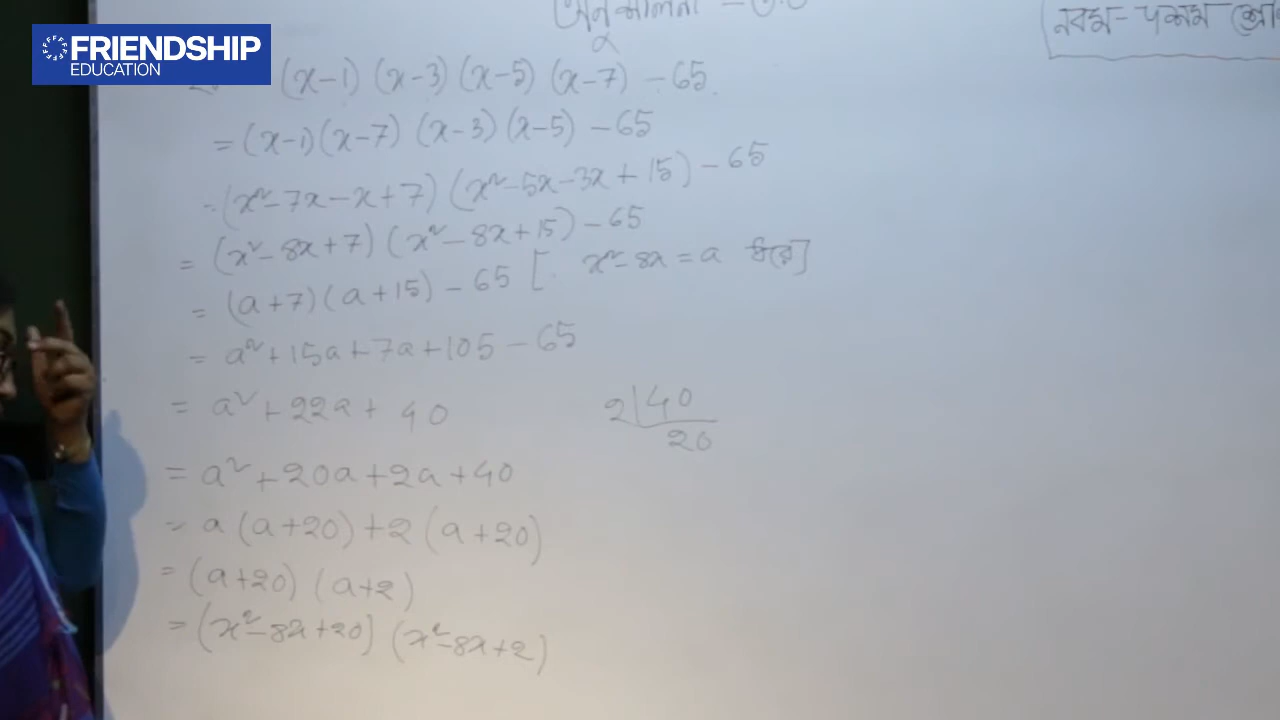 FRIENDSHIP
EDUCATION
নবম-দশম
(x-1) (x-3) (x-5) (x-7) - 65.
= (x-1)(x-7) (x-3) (x-5) - 65
= (x²-7x-x+7) (x²-5x-3x+15) - 65
= (x²-8x+7) (x²-8x+15) - 65
= (a+7)(a+15) - 65 [ x²-8x = a ধরে]
= a²+15a+7a+105-65
= a²+22a+ 40
2|40
20
= a²+20a+2a+40
= a(a+20)+2(a+20)
= (a+20) (a+2)
= (x²-8x+20) (x²-8x+2)